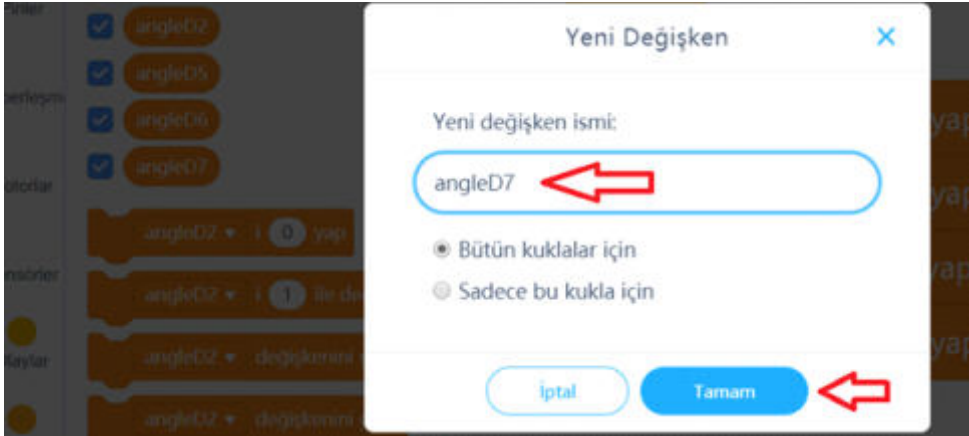 Yeni Değişken
Yeni değişken ismi:
angleD7
Bütün kuklalar için
Sadece bu kukla için
İptal
Tamam
angleD2
angleD5
angleD6
angleD7
angleD2 i 0 yap
angleD2 i 1 ile
angleD2 değişkenini
angleD2 değişkenini
yap
yap
yap
yap